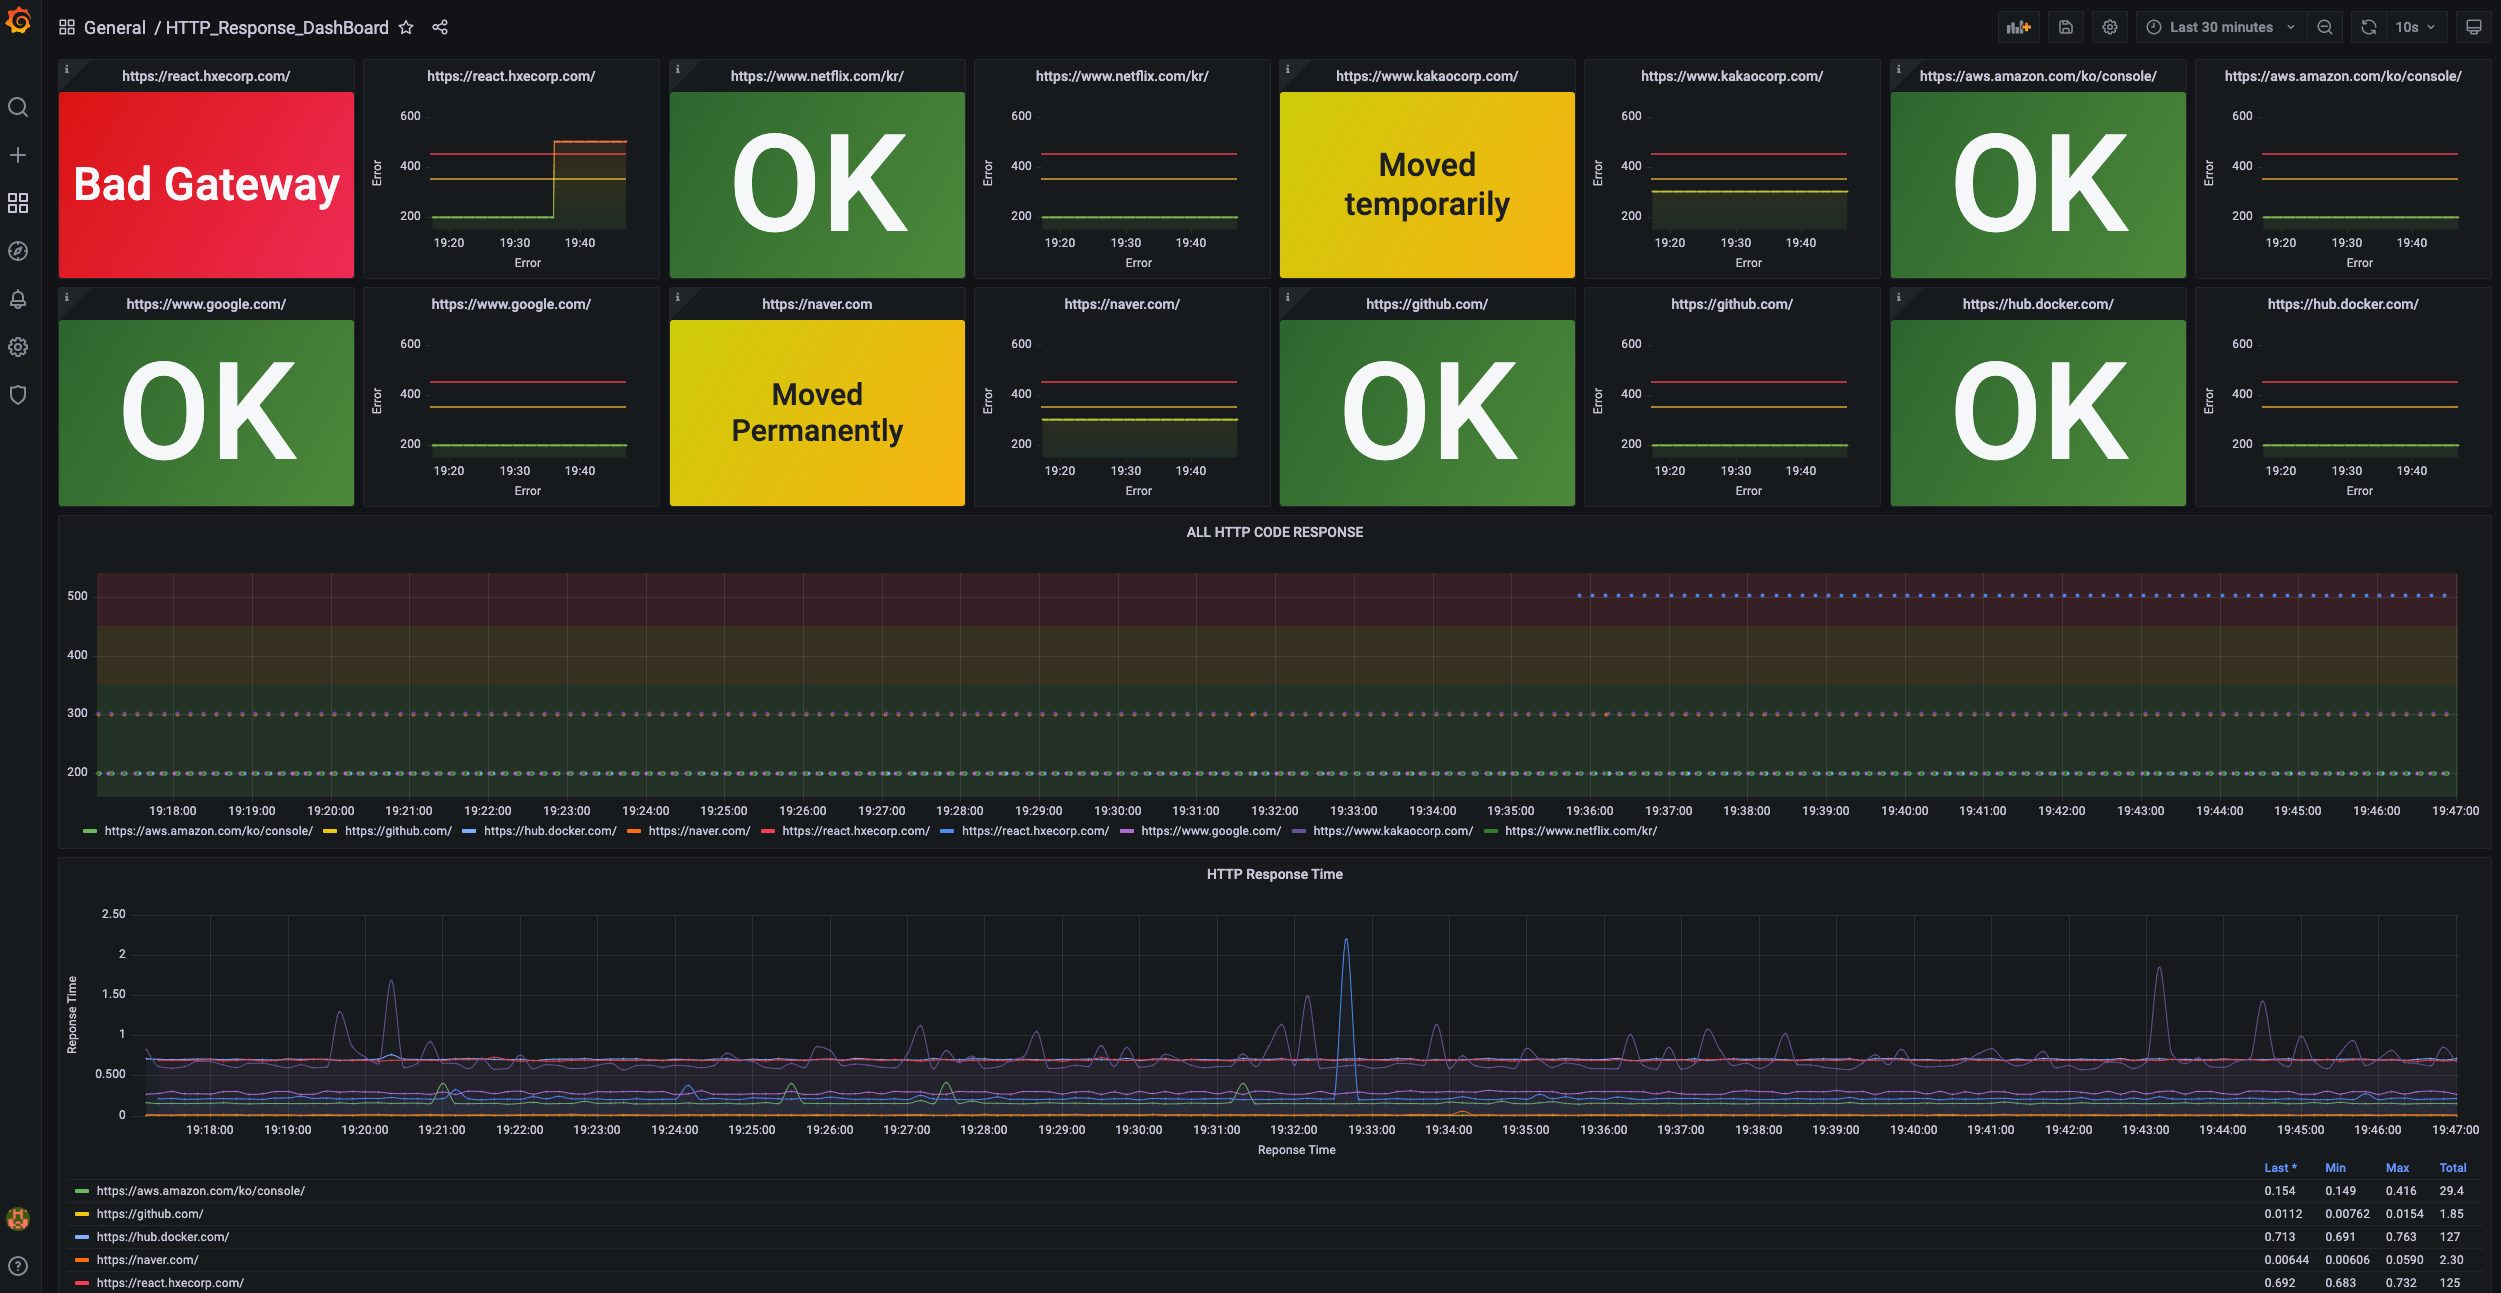 General / HTTP_Response_DashBoard
Last 30 minutes
10s
https://react.hxecorp.com/
Bad Gateway
https://react.hxecorp.com/
600
400
200
Error
19:20 19:30 19:40
Error
https://www.netflix.com/kr/
OK
https://www.netflix.com/kr/
600
400
200
Error
19:20 19:30 19:40
Error
https://www.kakaocorp.com/
Moved
temporarily
https://www.kakaocorp.com/
600
400
200
Error
19:20 19:30 19:40
Error
https://aws.amazon.com/ko/console/
OK
https://aws.amazon.com/ko/console/
600
400
200
Error
19:20 19:30 19:40
Error
https://www.google.com/
OK
https://www.google.com/
600
400
200
Error
19:20 19:30 19:40
Error
https://naver.com
Moved
Permanently
https://naver.com/
600
400
200
Error
19:20 19:30 19:40
Error
https://github.com/
OK
https://github.com/
600
400
200
Error
19:20 19:30 19:40
Error
https://hub.docker.com/
OK
https://hub.docker.com/
600
400
200
Error
19:20 19:30 19:40
Error
ALL HTTP CODE RESPONSE
500
400
300
200
19:18:00 19:19:00 19:20:00 19:21:00 19:22:00 19:23:00 19:24:00 19:25:00 19:26:00 19:27:00 19:28:00 19:29:00 19:30:00 19:31:00 19:32:00 19:33:00 19:34:00 19:35:00 19:36:00 19:37:00 19:38:00 19:39:00 19:40:00 19:41:00 19:42:00 19:43:00 19:44:00 19:45:00 19:46:00 19:47:00
https://aws.amazon.com/ko/console/ https://github.com/ https://hub.docker.com/ https://naver.com/ https://react.hxecorp.com/ https://react.hxecorp.com/ https://www.google.com/ https://www.kakaocorp.com/ https://www.netflix.com/kr/
HTTP Response Time
2.50
2
1.50
1
0.500
0
Reponse Time
19:18:00 19:19:00 19:20:00 19:21:00 19:22:00 19:23:00 19:24:00 19:25:00 19:26:00 19:27:00 19:28:00 19:29:00 19:30:00 19:31:00 19:32:00 19:33:00 19:34:00 19:35:00 19:36:00 19:37:00 19:38:00 19:39:00 19:40:00 19:41:00 19:42:00 19:43:00 19:44:00 19:45:00 19:46:00 19:47:00
Reponse Time
Last * Min Max Total
https://aws.amazon.com/ko/console/ 0.154 0.149 0.416 29.4
https://github.com/ 0.0112 0.00762 0.0154 1.85
https://hub.docker.com/ 0.713 0.691 0.763 127
https://naver.com/ 0.00644 0.00606 0.0590 2.30
https://react.hxecorp.com/ 0.692 0.683 0.732 125